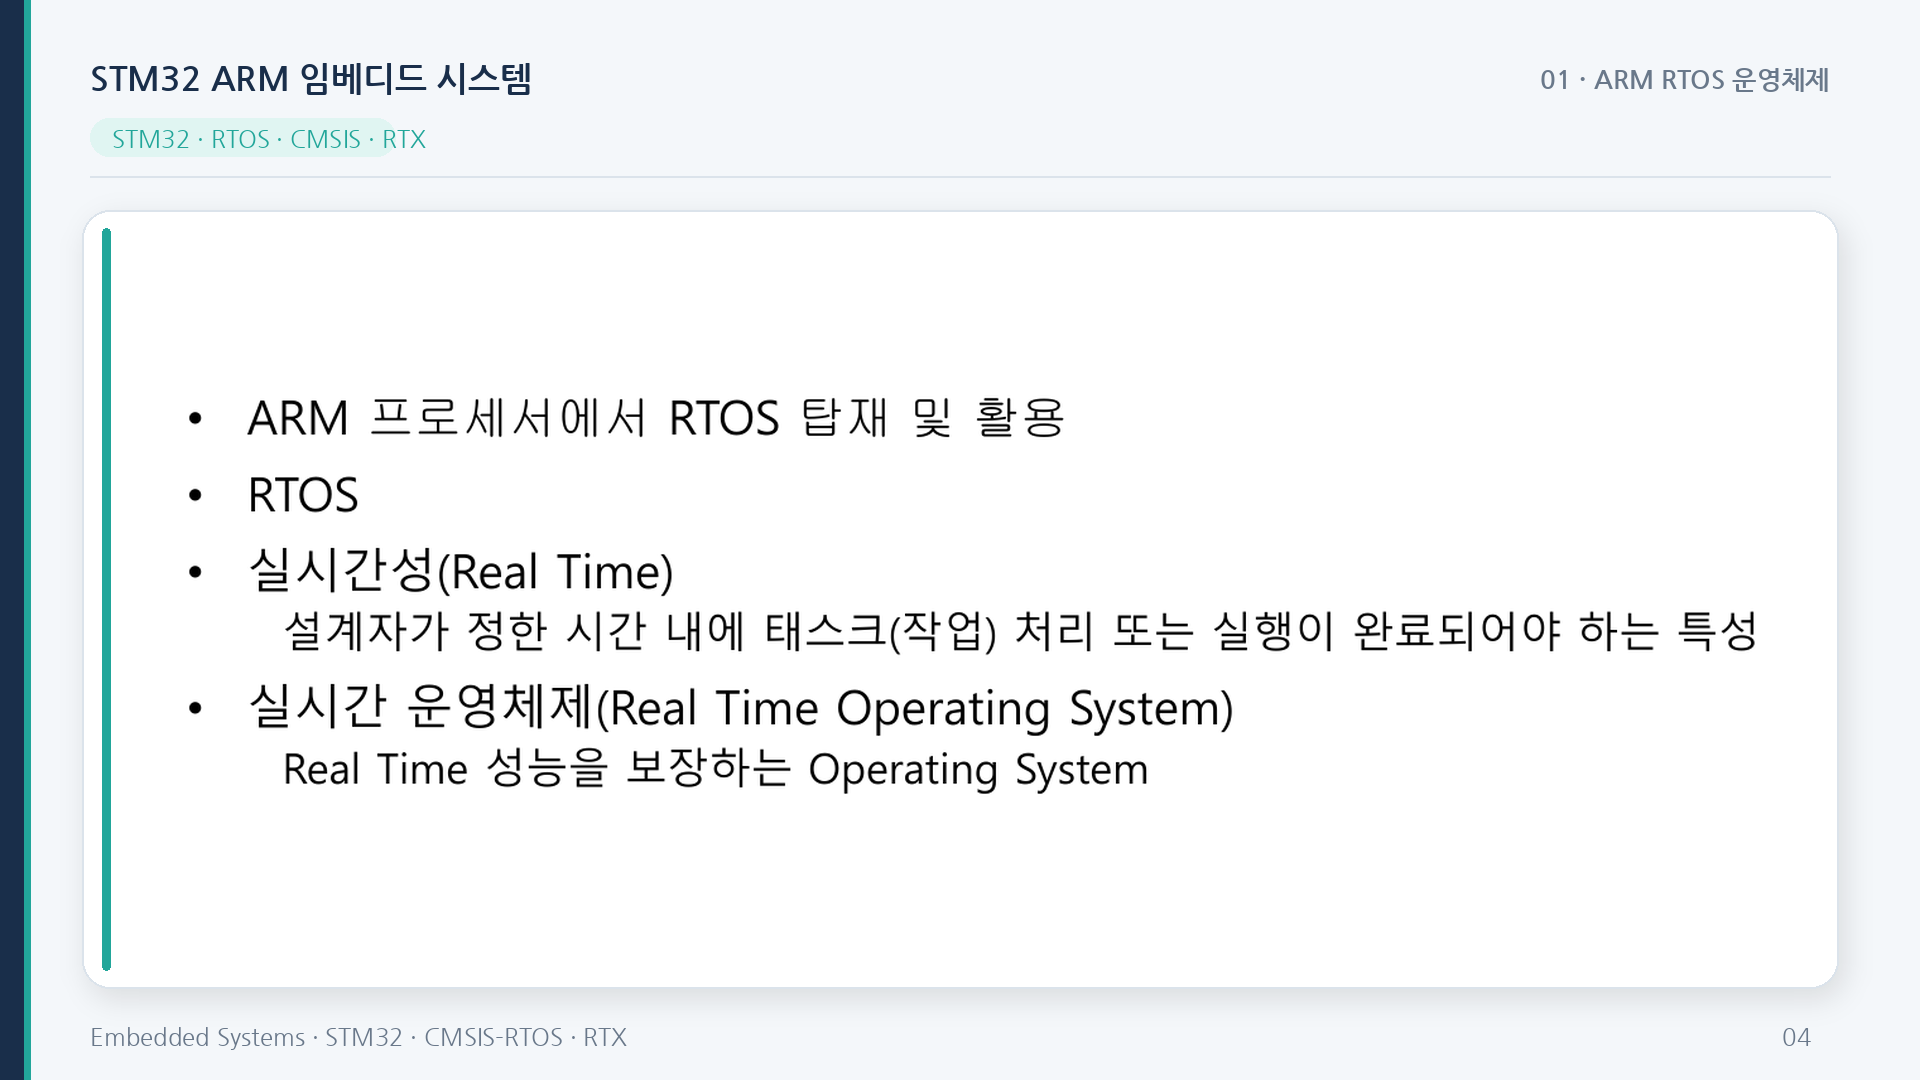 STM32 ARM 임베디드 시스템
01 · ARM RTOS 운영체제
STM32 · RTOS · CMSIS · RTX
• ARM 프로세서에서 RTOS 탑재 및 활용
• RTOS
• 실시간성(Real Time)
설계자가 정한 시간 내에 태스크(작업) 처리 또는 실행이 완료되어야 하는 특성
• 실시간 운영체제(Real Time Operating System)
Real Time 성능을 보장하는 Operating System
Embedded Systems · STM32 · CMSIS-RTOS · RTX
04